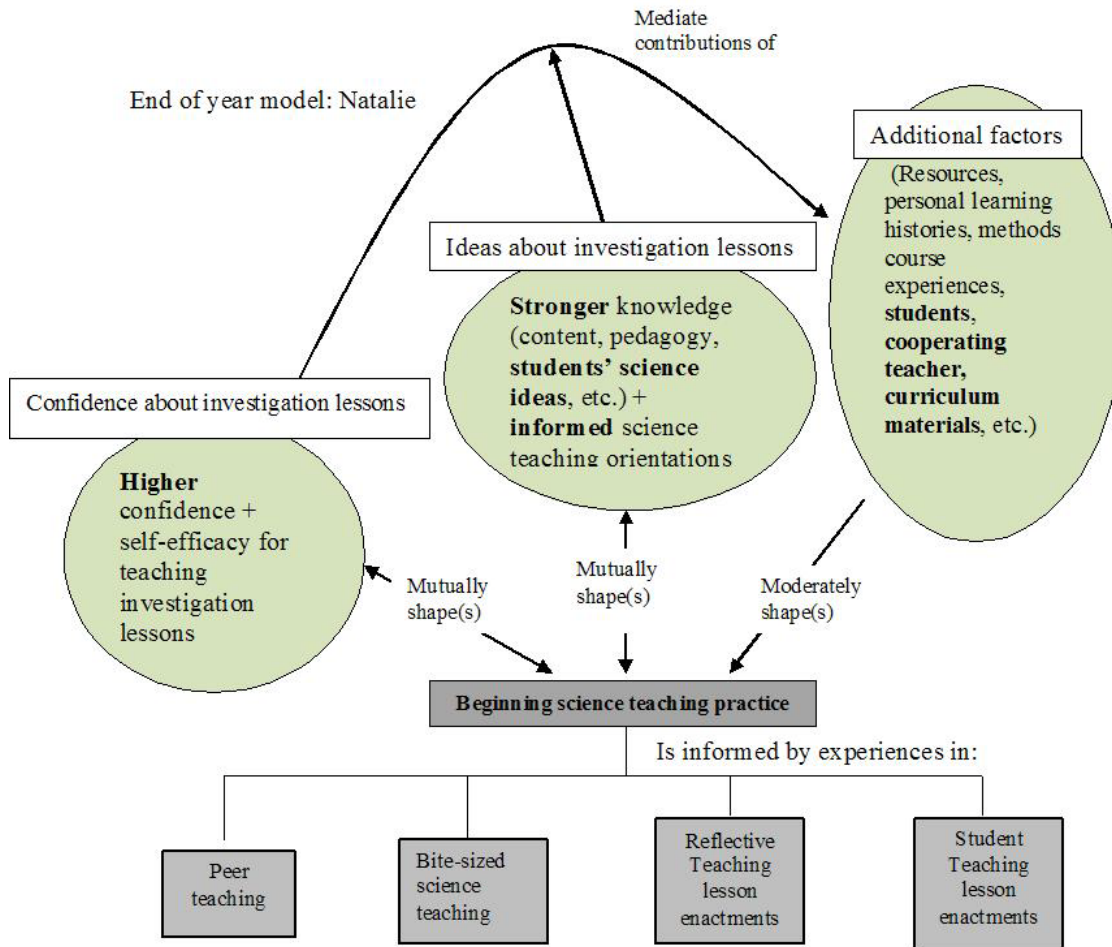 Mediate
contributions of
End of year model: Natalie
Additional factors
(Resources,
personal learning
histories, methods
course
experiences,
students,
cooperating
teacher,
curriculum
materials, etc.)
Ideas about investigation lessons
Stronger knowledge
(content, pedagogy,
students’ science
ideas, etc.) +
informed science
teaching orientations
Confidence about investigation lessons
Higher
confidence +
self-efficacy for
teaching
investigation
lessons
Mutually
shape(s)
Mutually
shape(s)
Moderately
shape(s)
Beginning science teaching practice
Is informed by experiences in:
Peer
teaching
Bite-sized
science
teaching
Reflective
Teaching
lesson
enactments
Student
Teaching
lesson
enactments